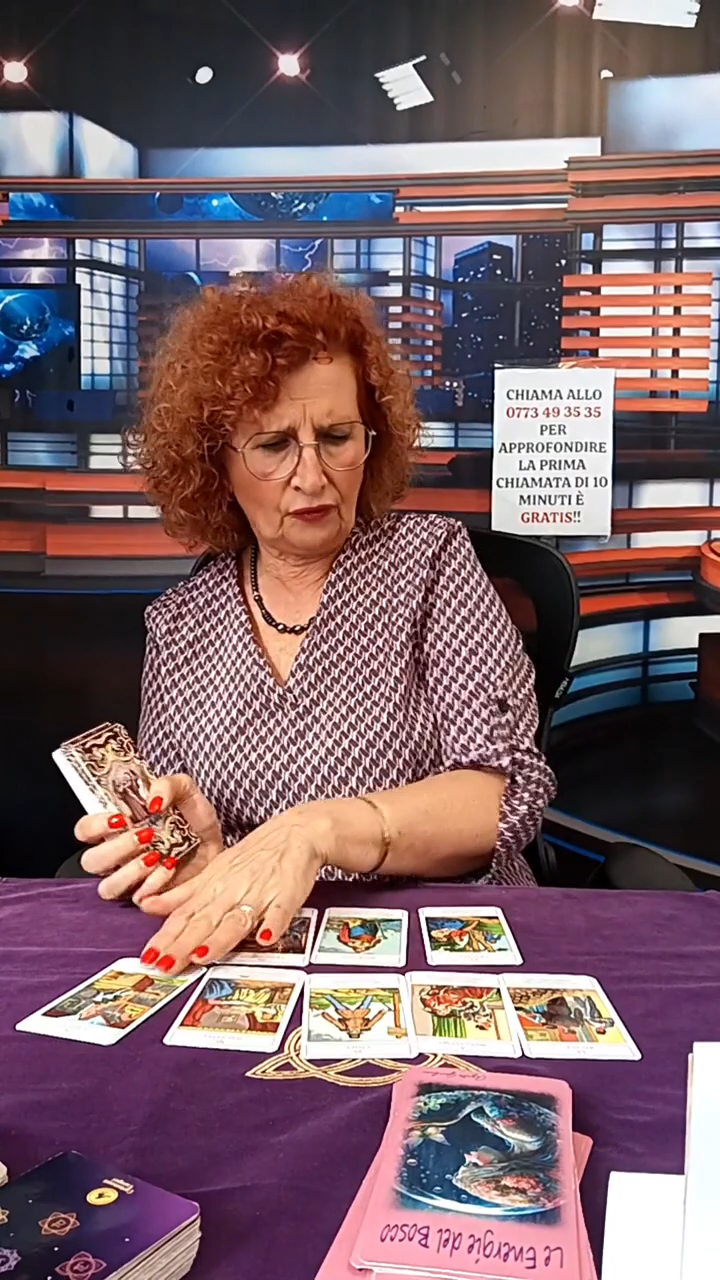 CHIAMA ALLO
0773 49 35 35
PER
APPROFONDIRE
LA PRIMA
CHIAMATA DI 10
MINUTI È
GRATIS!!
Le Energie del Bosco